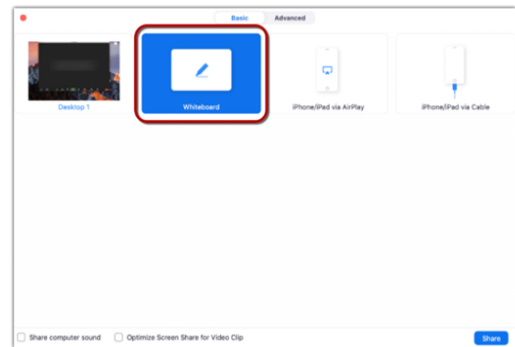 Basic Advanced
Desktop 1 Whiteboard iPhone/iPad via AirPlay iPhone/iPad via Cable
Share computer sound Optimize Screen Share for Video Clip Share